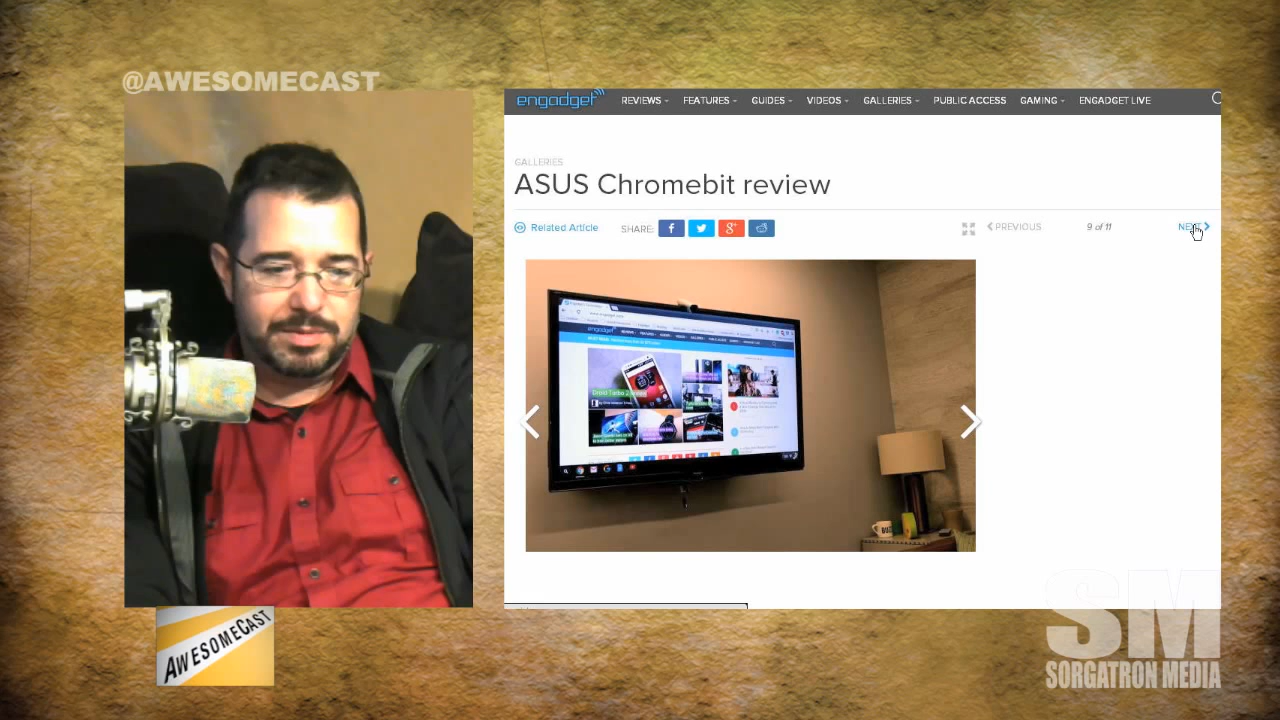 @AWESOMECAST
engadget
REVIEWS FEATURES GUIDES VIDEOS GALLERIES PUBLIC ACCESS GAMING ENGADGET LIVE
GALLERIES
ASUS Chromebit review
Related Article SHARE: PREVIOUS 9 of 11
engadget
AWESOMECAST
SM
SORGATRON MEDIA